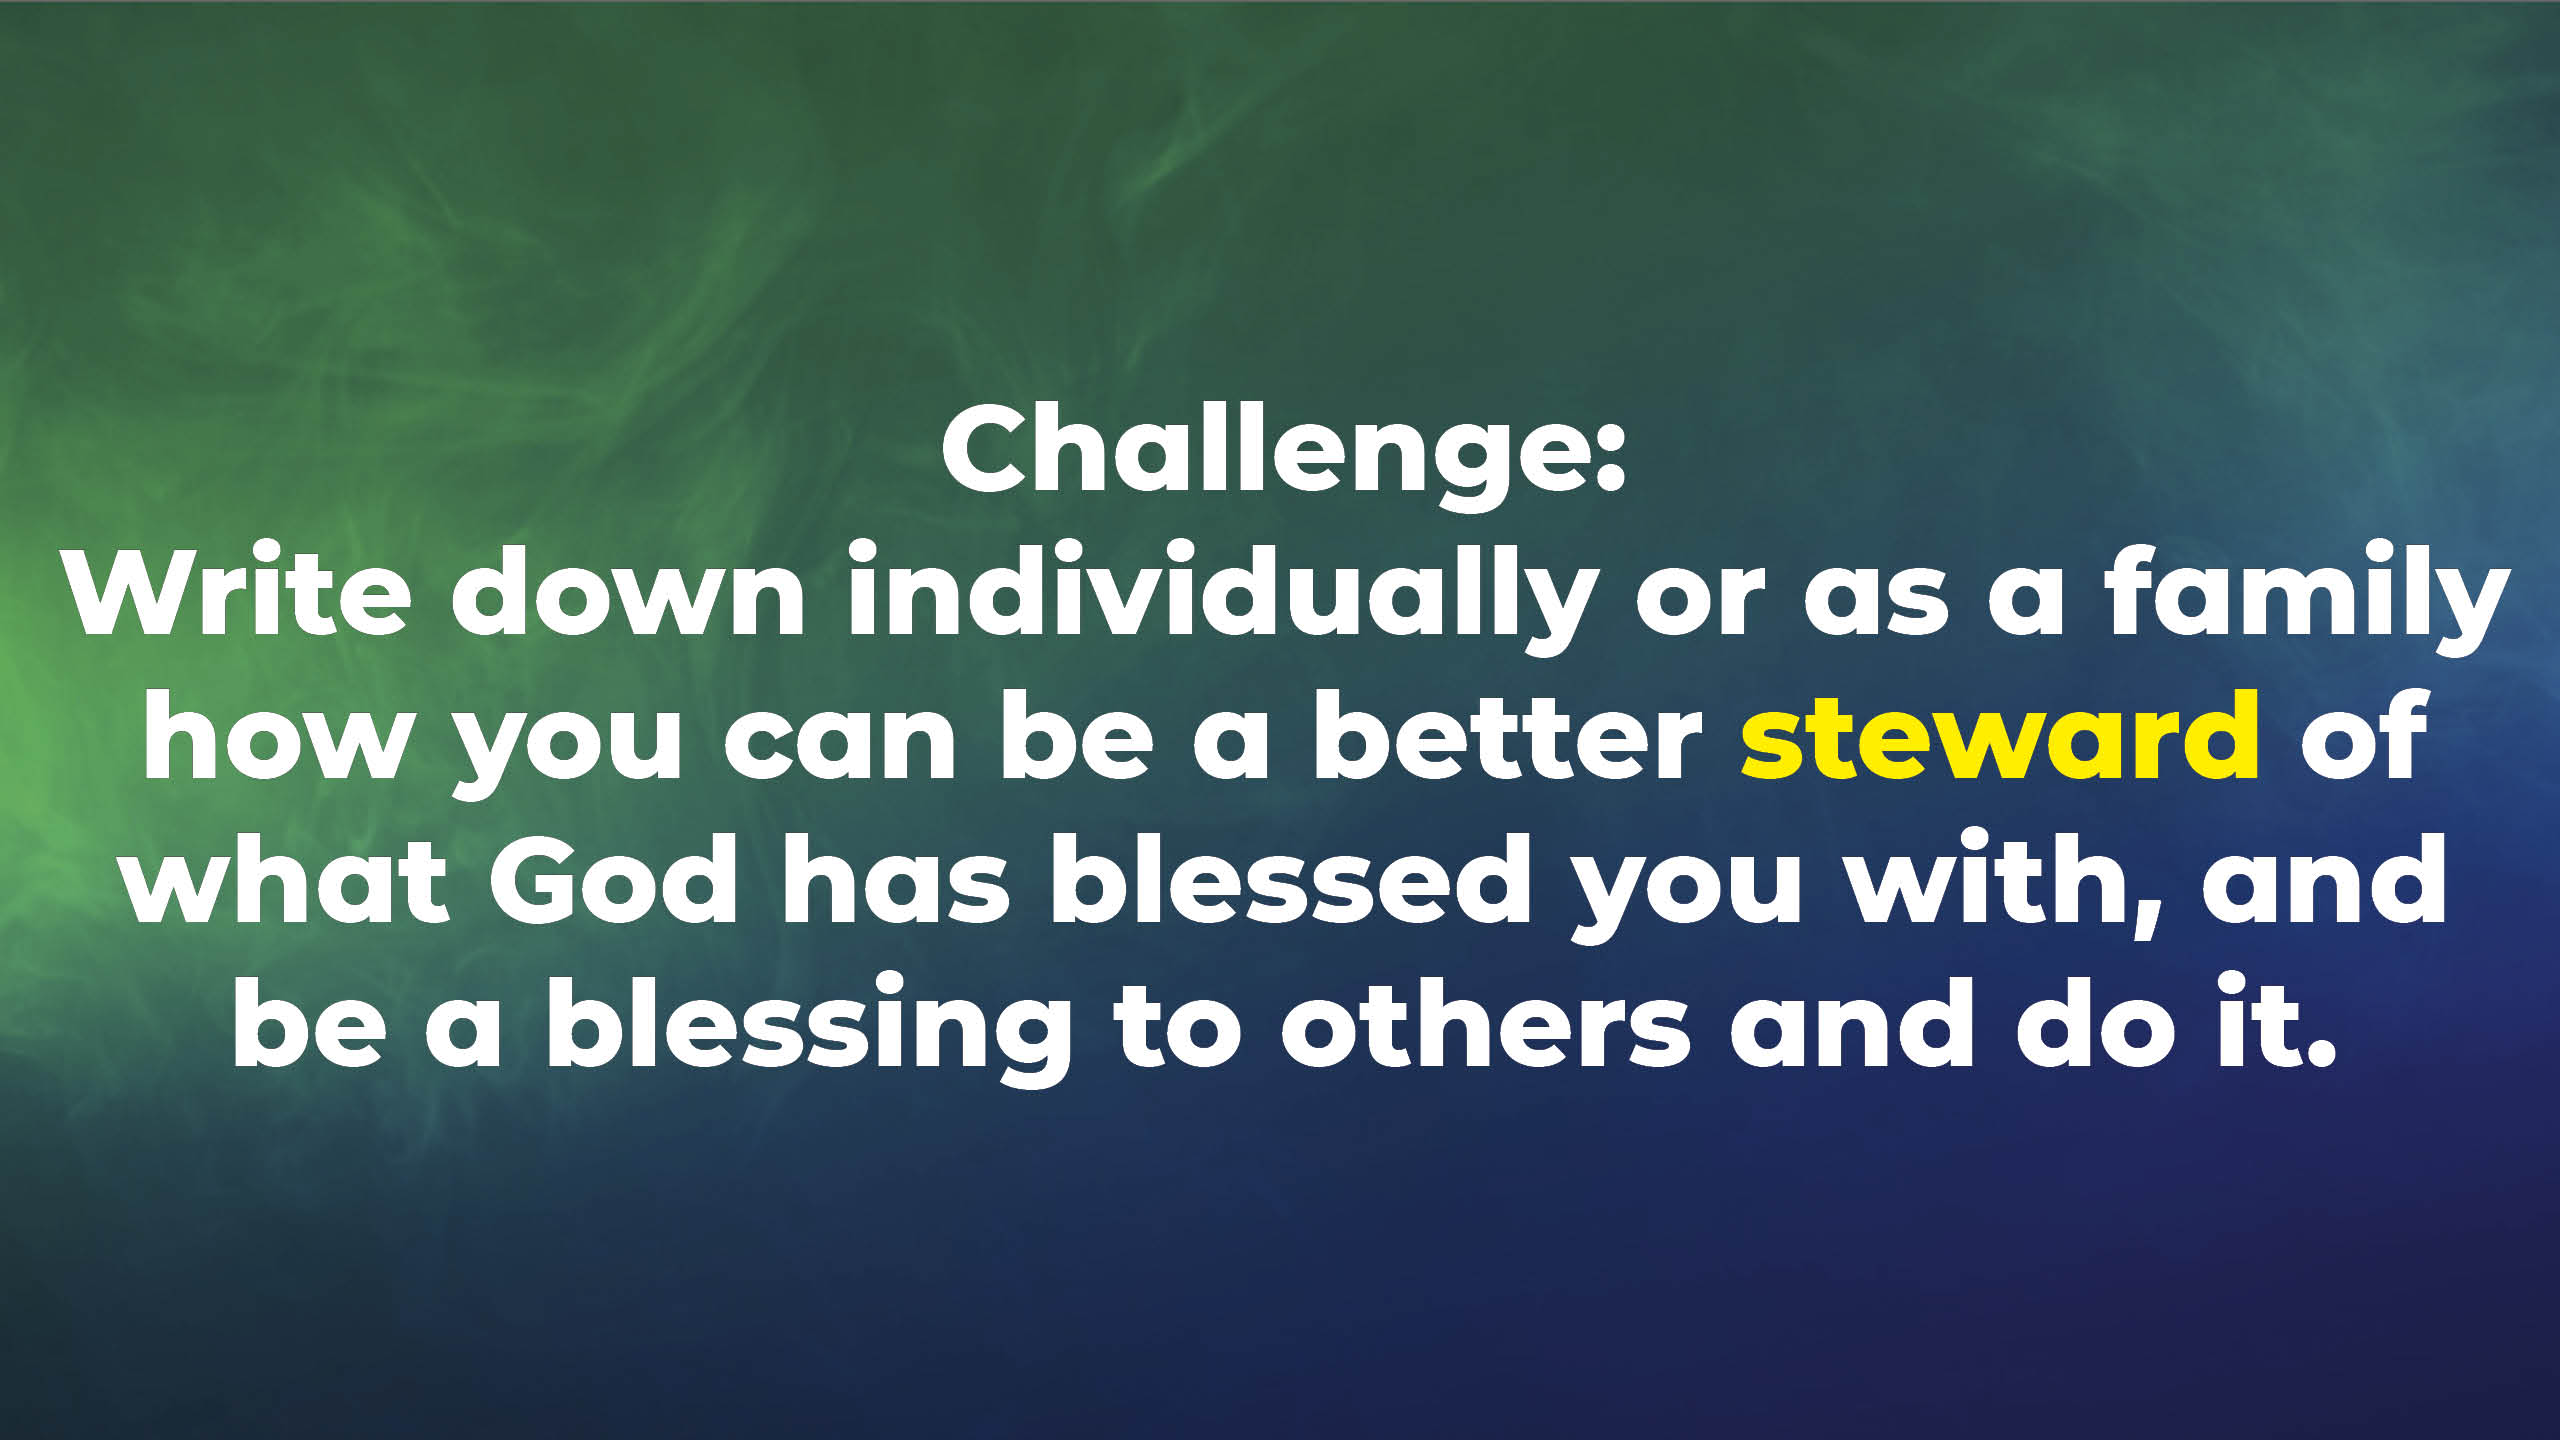 Challenge:
Write down individually or as a family
how you can be a better steward of
what God has blessed you with, and
be a blessing to others and do it.